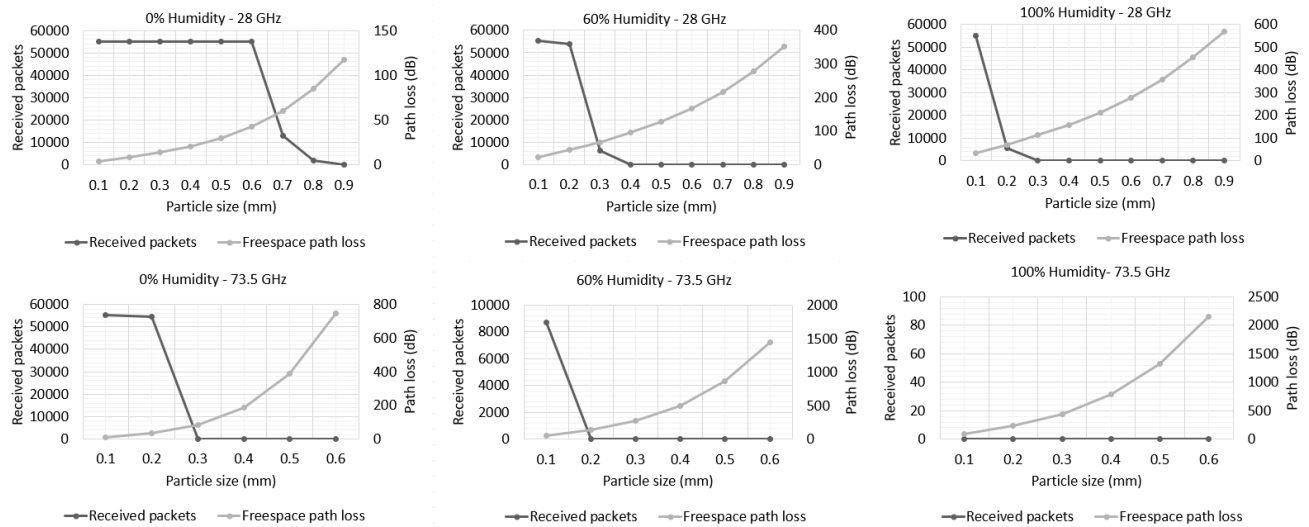 0% Humidity - 28 GHz
60000
50000
40000
30000
20000
10000
0
Received packets
150
100
50
0
Path loss (dB)
0.1 0.2 0.3 0.4 0.5 0.6 0.7 0.8 0.9
Particle size (mm)
Received packets Freespace path loss
60% Humidity - 28 GHz
60000
50000
40000
30000
20000
10000
0
Received packets
400
300
200
100
0
Path loss (dB)
0.1 0.2 0.3 0.4 0.5 0.6 0.7 0.8 0.9
Particle size (mm)
Received packets Freespace path loss
100% Humidity - 28 GHz
60000
50000
40000
30000
20000
10000
0
Received packets
600
500
400
300
200
100
0
Path loss (dB)
0.1 0.2 0.3 0.4 0.5 0.6 0.7 0.8 0.9
Particle size (mm)
Received packets Freespace path loss
0% Humidity - 73.5 GHz
60000
50000
40000
30000
20000
10000
0
Received packets
800
600
400
200
0
Path loss (dB)
0.1 0.2 0.3 0.4 0.5 0.6
Particle size (mm)
Received packets Freespace path loss
60% Humidity - 73.5 GHz
10000
8000
6000
4000
2000
0
Received packets
2000
1500
1000
500
0
Path loss (dB)
0.1 0.2 0.3 0.4 0.5 0.6
Particle size (mm)
Received packets Freespace path loss
100% Humidity- 73.5 GHz
100
80
60
40
20
0
Received packets
2500
2000
1500
1000
500
0
Path loss (dB)
0.1 0.2 0.3 0.4 0.5 0.6
Particle size (mm)
Received packets Freespace path loss